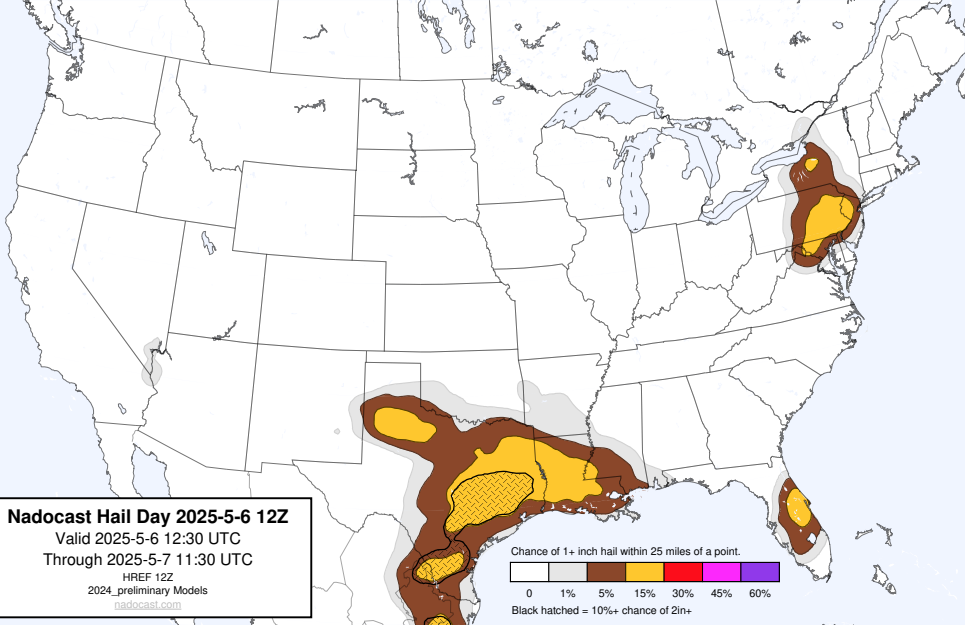 Nadocast Hail Day 2025-5-6 12Z
Valid 2025-5-6 12:30 UTC
Through 2025-5-7 11:30 UTC
HREF 12Z
2024_preliminary Models
nadocast.com
Chance of 1+ inch hail within 25 miles of a point.
0 1% 5% 15% 30% 45% 60%
Black hatched = 10%+ chance of 2in+